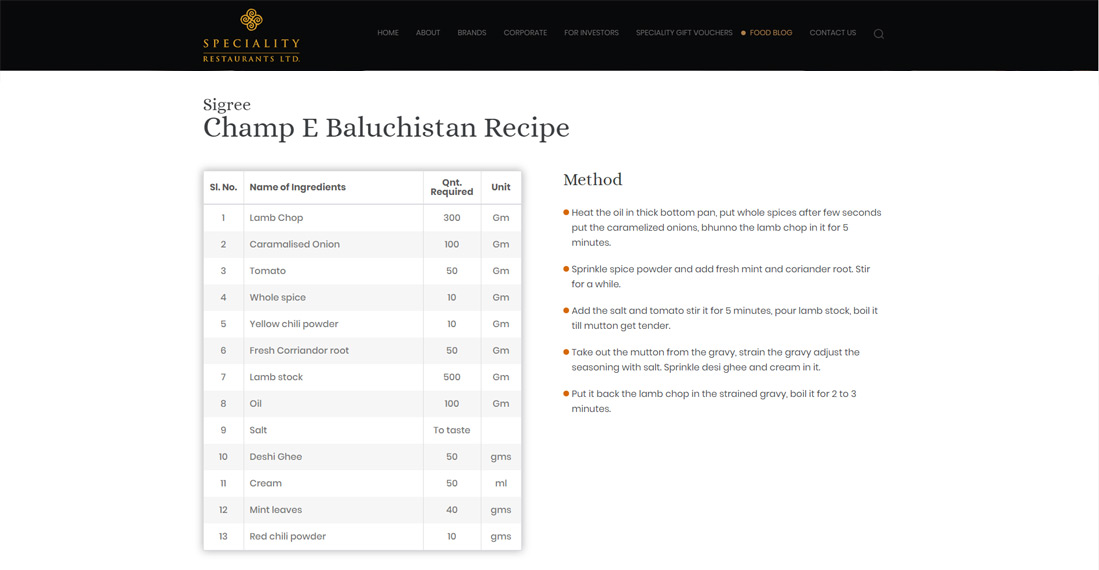 SPECIALITY
RESTAURANTS LTD.
HOME ABOUT BRANDS CORPORATE FOR INVESTORS SPECIALITY GIFT VOUCHERS FOOD BLOG CONTACT US
Sigree
Champ E Baluchistan Recipe
Sl. No. Name of Ingredients Qnt. Required Unit
1 Lamb Chop 300 Gm
2 Caramalised Onion 100 Gm
3 Tomato 50 Gm
4 Whole spice 10 Gm
5 Yellow chili powder 10 Gm
6 Fresh Corriandor root 50 Gm
7 Lamb stock 500 Gm
8 Oil 100 Gm
9 Salt To taste
10 Deshi Ghee 50 gms
11 Cream 50 ml
12 Mint leaves 40 gms
13 Red chili powder 10 gms
Method
Heat the oil in thick bottom pan, put whole spices after few seconds
put the caramelized onions, bhunno the lamb chop in it for 5
minutes.
Sprinkle spice powder and add fresh mint and coriander root. Stir
for a while.
Add the salt and tomato stir it for 5 minutes, pour lamb stock, boil it
till mutton get tender.
Take out the mutton from the gravy, strain the gravy adjust the
seasoning with salt. Sprinkle desi ghee and cream in it.
Put it back the lamb chop in the strained gravy, boil it for 2 to 3
minutes.